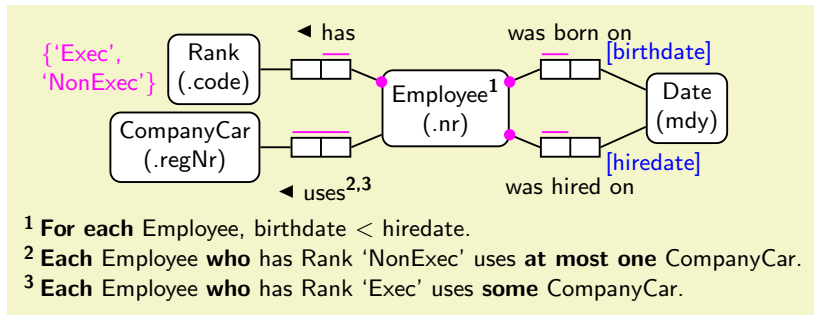 ◄ has
was born on
{'Exec',
'NonExec'}
Rank
(.code)
[birthdate]
Employee¹
(.nr)
Date
(mdy)
CompanyCar
(.regNr)
[hiredate]
◄ uses²,³
was hired on
¹ For each Employee, birthdate < hiredate.
² Each Employee who has Rank 'NonExec' uses at most one CompanyCar.
³ Each Employee who has Rank 'Exec' uses some CompanyCar.